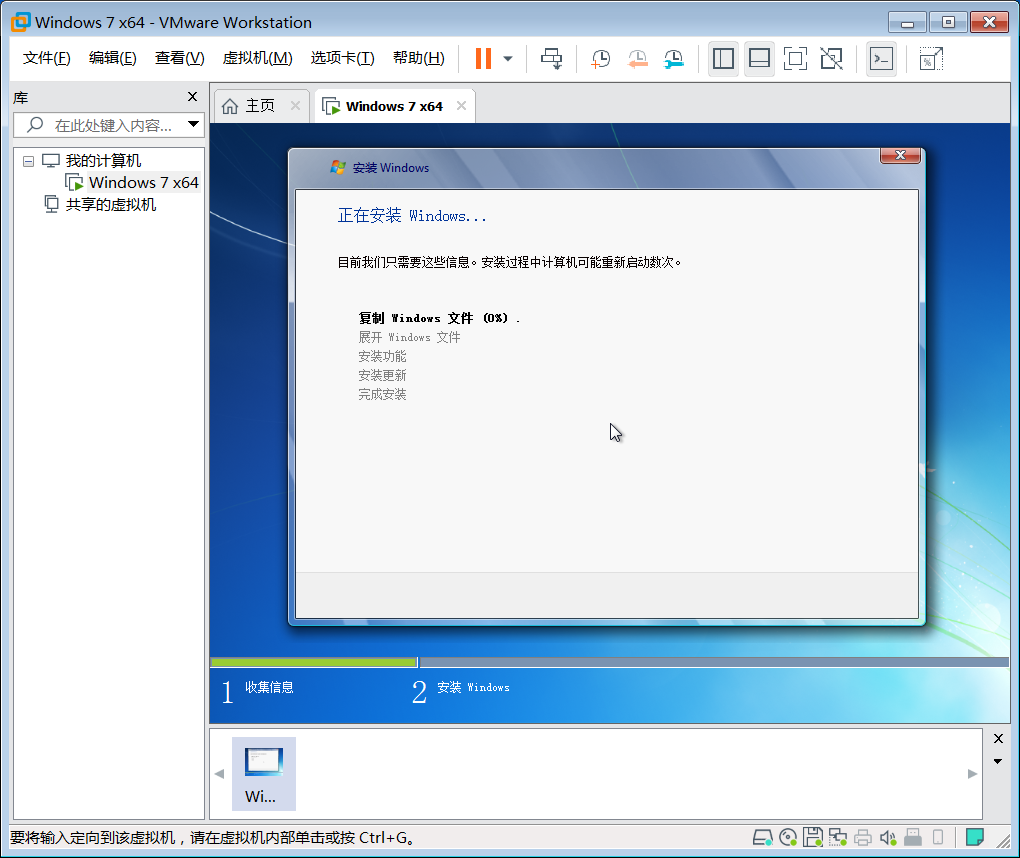 Windows 7 x64 - VMware Workstation
文件(F) 编辑(E) 查看(V) 虚拟机(M) 选项卡(T) 帮助(H)
库
在此处键入内容...
我的计算机
Windows 7 x64
共享的虚拟机
主页
Windows 7 x64
安装 Windows
正在安装 Windows...
目前我们只需要这些信息。安装过程中计算机可能重新启动数次。
复制 Windows 文件 (0%) .
展开 Windows 文件
安装功能
安装更新
完成安装
1 收集信息
2 安装 Windows
Wi...
要将输入定向到该虚拟机，请在虚拟机内部单击或按 Ctrl+G。